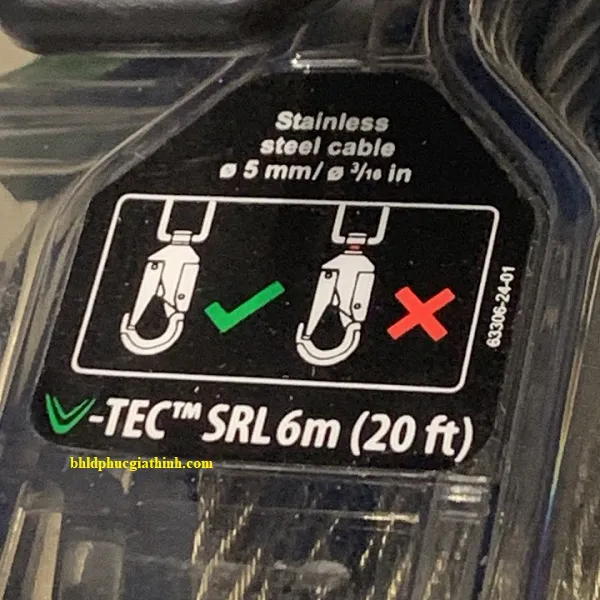 Stainless
steel cable
ø 5 mm/ ø 3/16 in
63306-24-01
V-TEC™ SRL 6m (20 ft)
bhldphucgiathinh.com